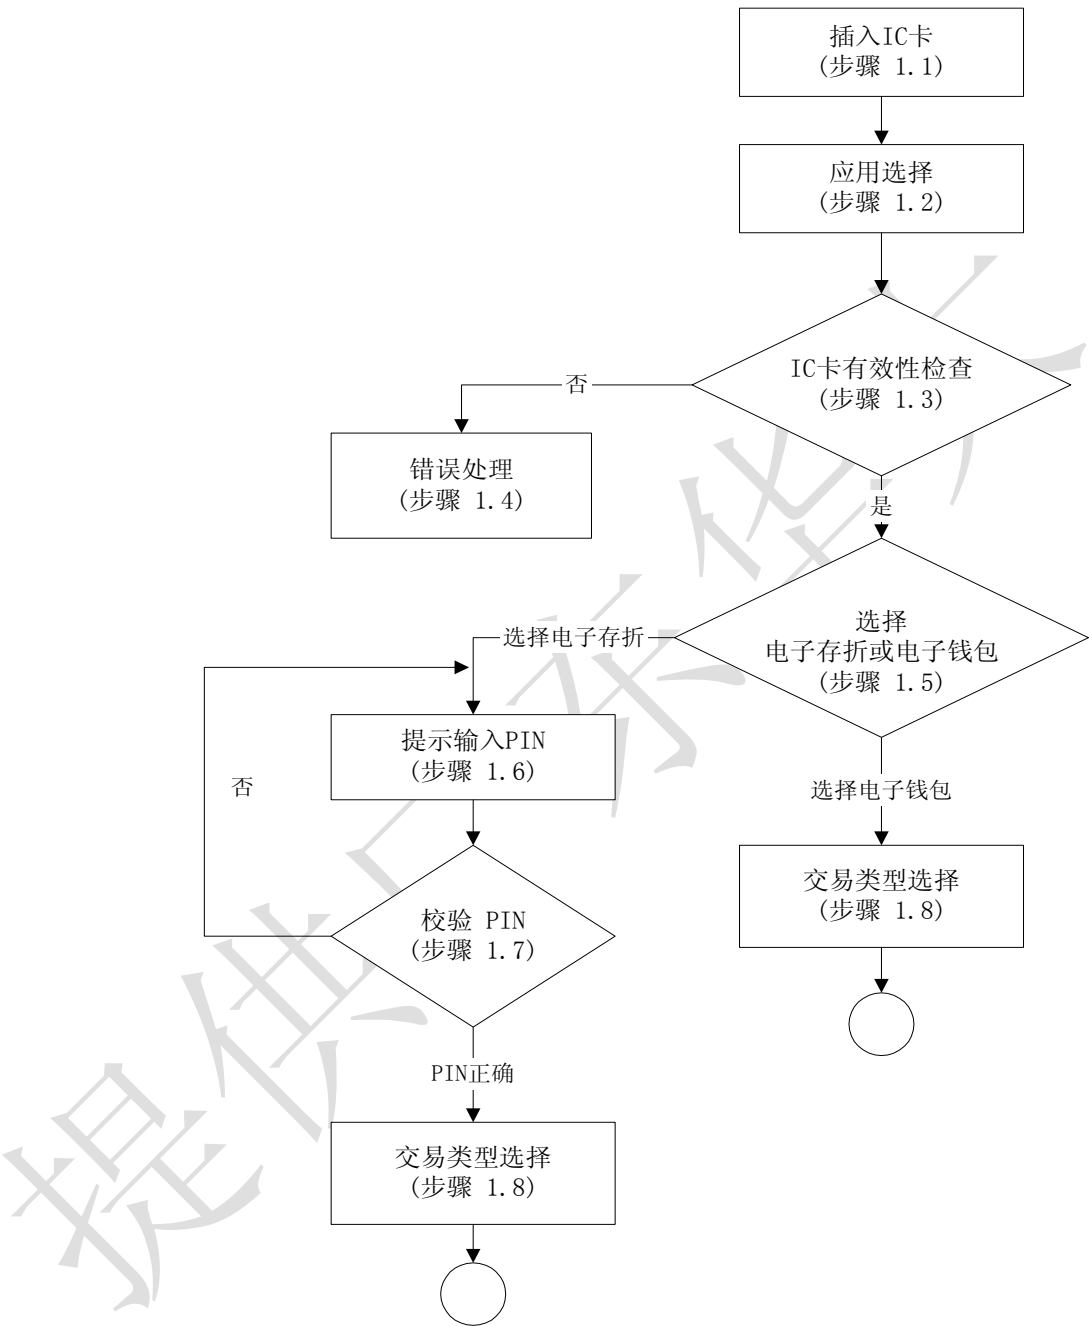 插入IC卡
(步骤 1.1)
应用选择
(步骤 1.2)
IC卡有效性检查
(步骤 1.3)
否
错误处理
(步骤 1.4)
是
选择
电子存折或电子钱包
(步骤 1.5)
选择电子存折
提示输入PIN
(步骤 1.6)
否
选择电子钱包
校验 PIN
(步骤 1.7)
交易类型选择
(步骤 1.8)
PIN正确
交易类型选择
(步骤 1.8)